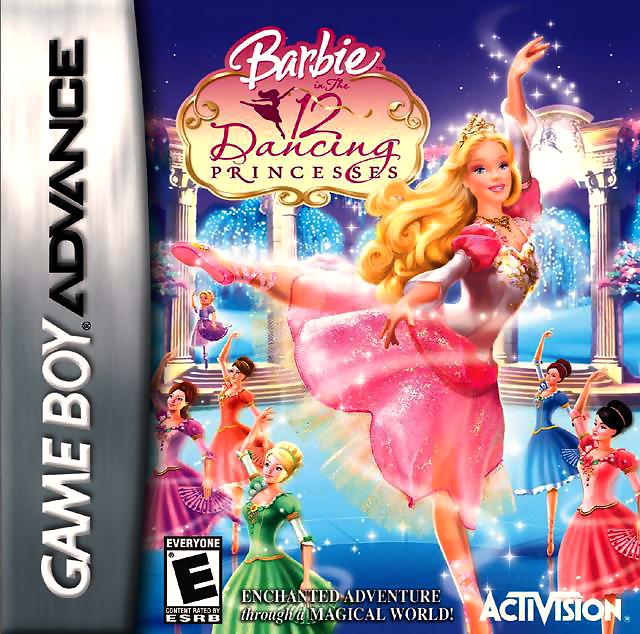 GAME BOY ADVANCE
Barbie
in The
12
Dancing
PRINCESSES
EVERYONE
E
CONTENT RATED BY
ESRB
ENCHANTED ADVENTURE
through a MAGICAL WORLD!
ACTIVISION